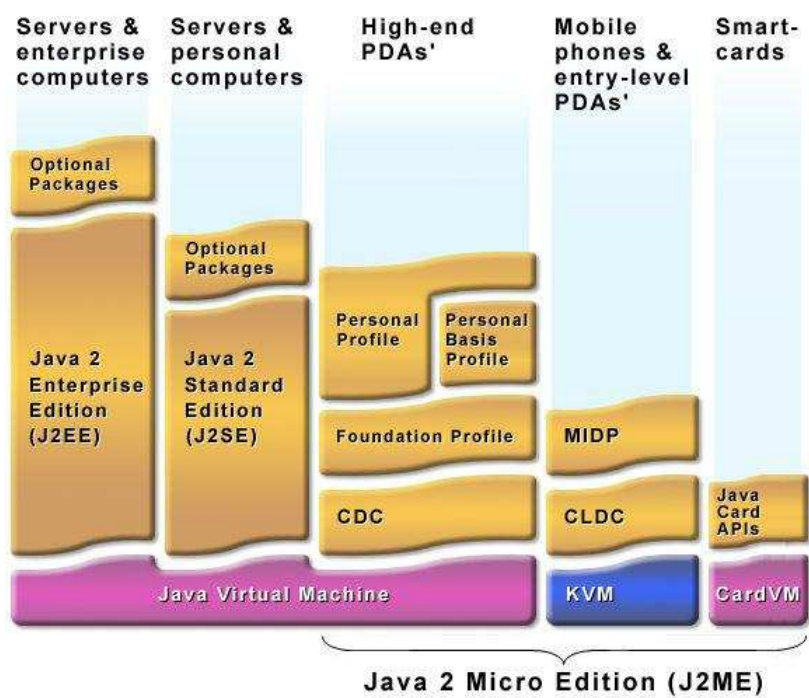 Servers &
enterprise
computers
Servers &
personal
computers
High-end
PDAs'
Mobile
phones &
entry-level
PDAs'
Smart-
cards
Optional
Packages
Java 2
Enterprise
Edition
(J2EE)
Optional
Packages
Java 2
Standard
Edition
(J2SE)
Personal
Profile
Personal
Basis
Profile
Foundation Profile
CDC
MIDP
CLDC
Java
Card
APIs
Java Virtual Machine
KVM
CardVM
Java 2 Micro Edition (J2ME)